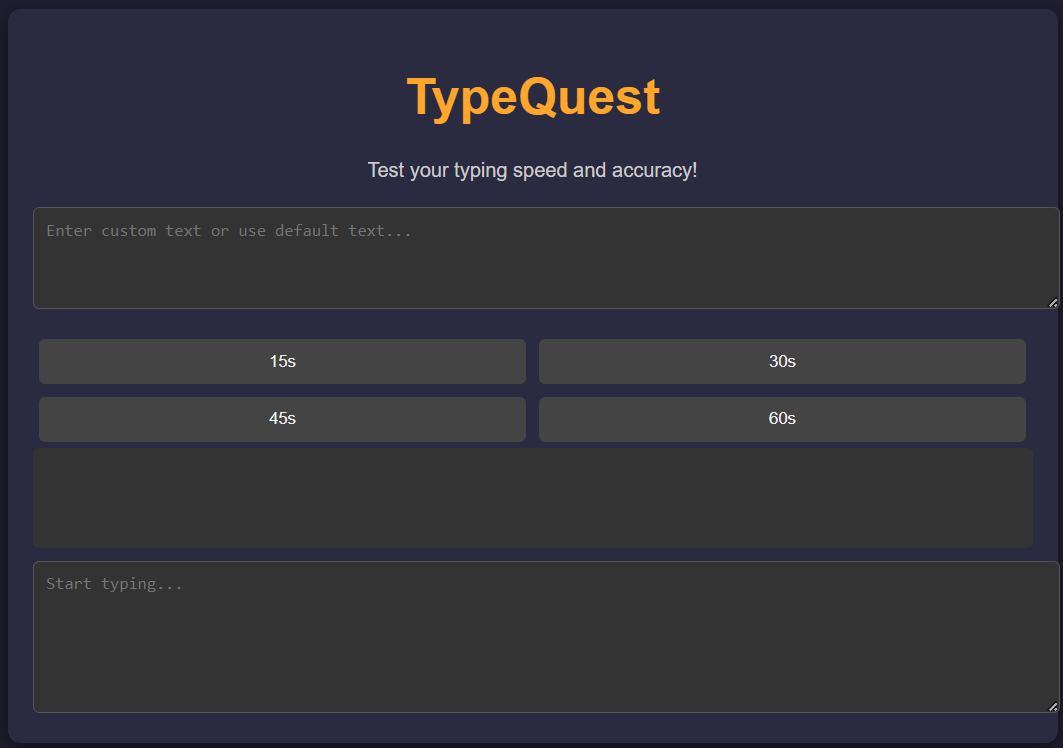 TypeQuest
Test your typing speed and accuracy!
Enter custom text or use default text...
15s
30s
45s
60s
Start typing...